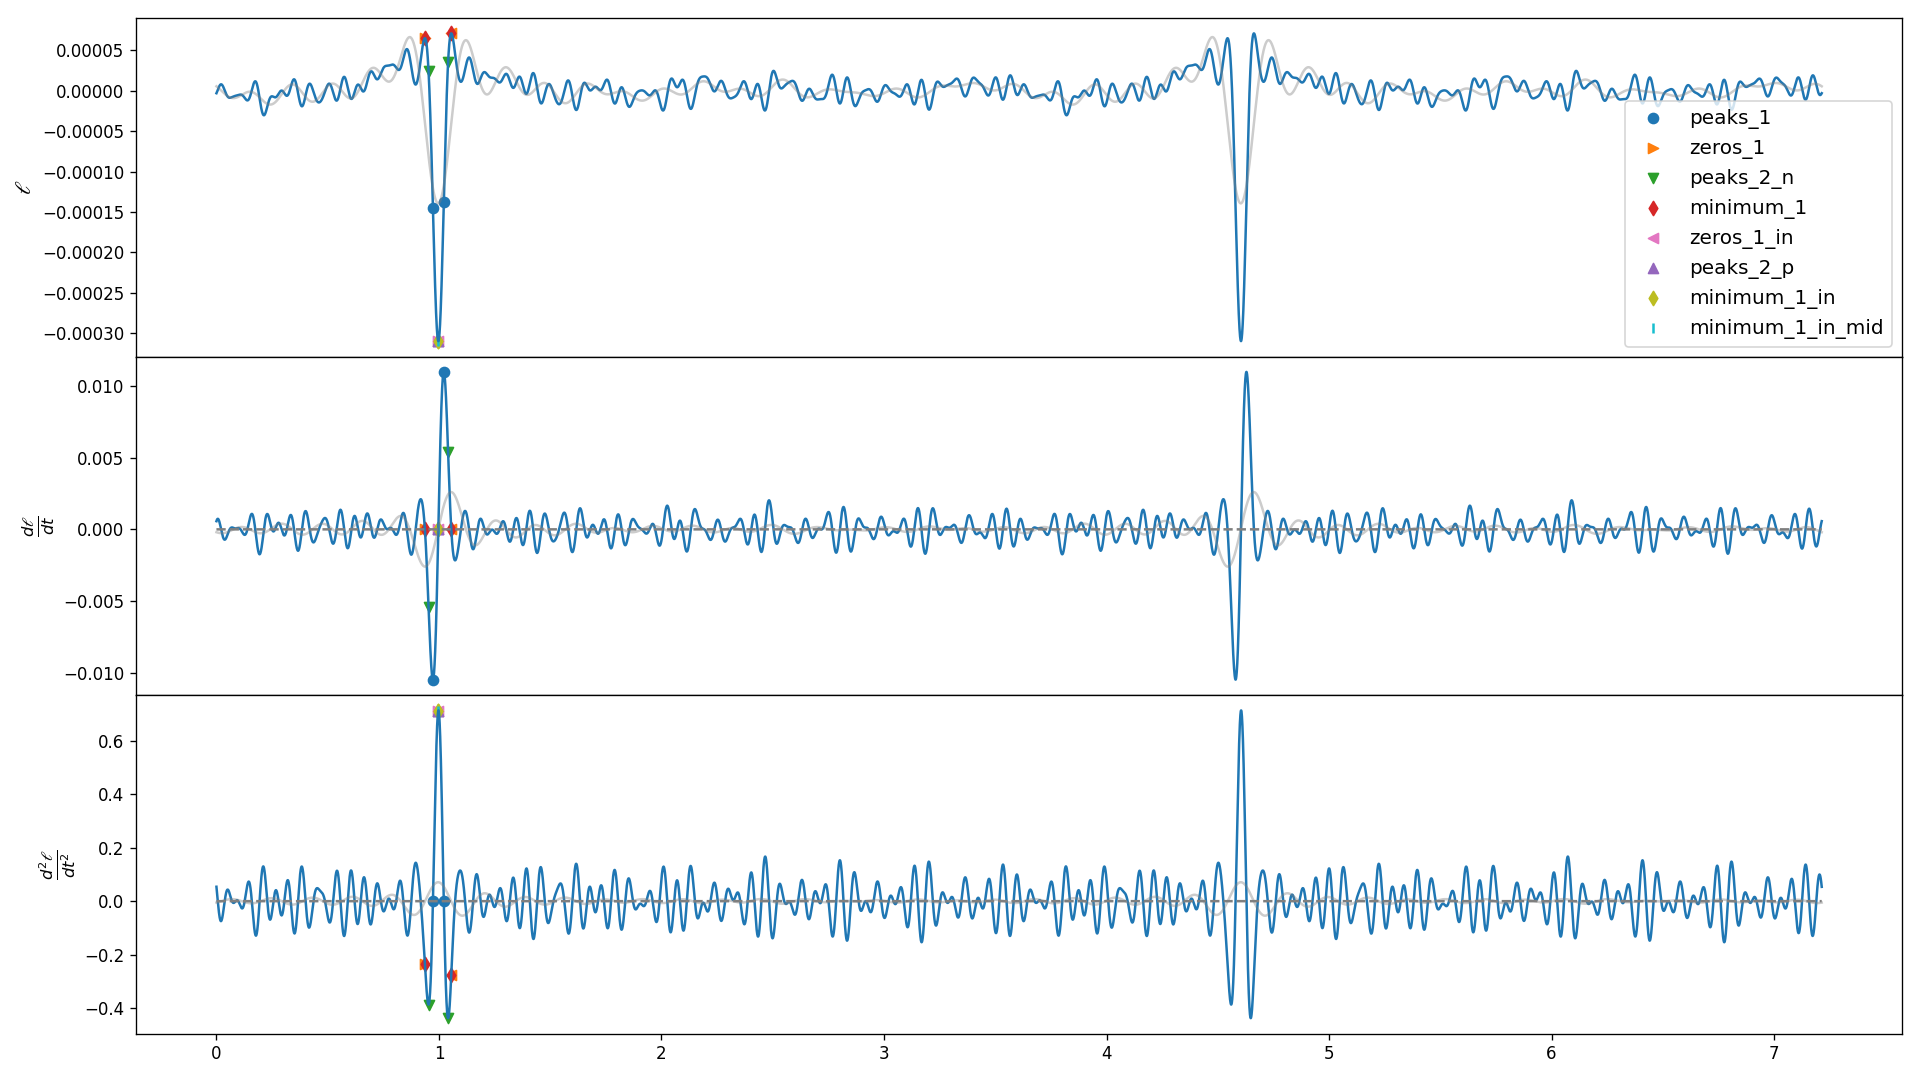 0.00005
0.00000
−0.00005
−0.00010
−0.00015
−0.00020
−0.00025
−0.00030
ℓ
peaks_1
zeros_1
peaks_2_n
minimum_1
zeros_1_in
peaks_2_p
minimum_1_in
minimum_1_in_mid
0.010
0.005
0.000
−0.005
−0.010
dℓ
dt
0.6
0.4
0.2
0.0
−0.2
−0.4
d²ℓ
dt²
0 1 2 3 4 5 6 7